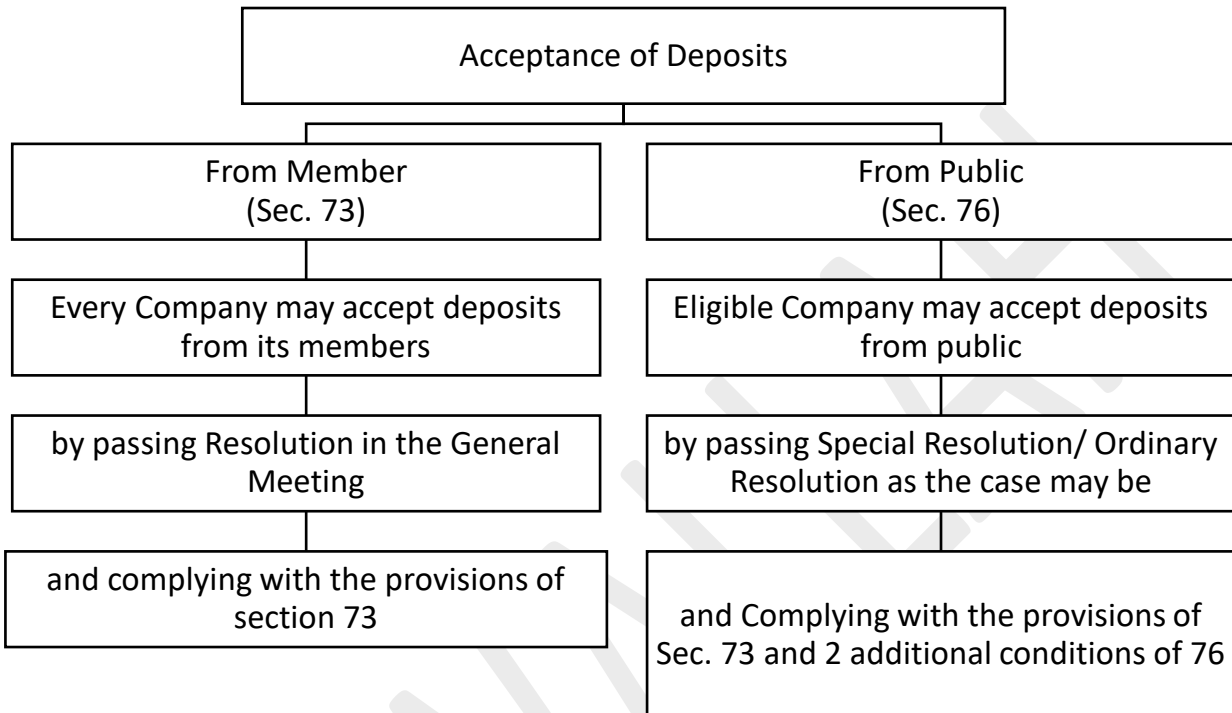 Acceptance of Deposits
From Member
(Sec. 73)
Every Company may accept deposits
from its members
by passing Resolution in the General
Meeting
and complying with the provisions of
section 73
From Public
(Sec. 76)
Eligible Company may accept deposits
from public
by passing Special Resolution/ Ordinary
Resolution as the case may be
and Complying with the provisions of
Sec. 73 and 2 additional conditions of 76